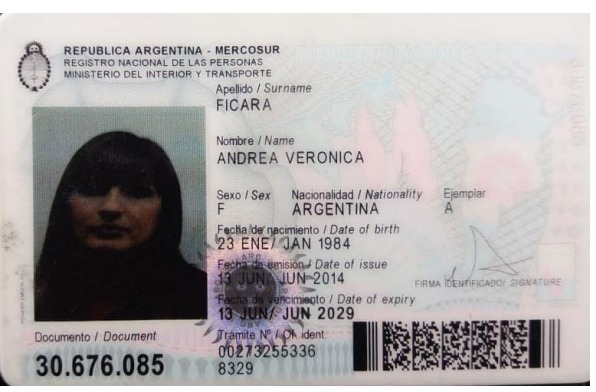 REPUBLICA ARGENTINA - MERCOSUR
REGISTRO NACIONAL DE LAS PERSONAS
MINISTERIO DEL INTERIOR Y TRANSPORTE
Apellido / Surname
FICARA
Nombre / Name
ANDREA VERONICA
Sexo / Sex Nacionalidad / Nationality Ejemplar
F ARGENTINA A
Fecha de nacimiento / Date of birth
23 ENE/ JAN 1984
Fecha de emisión / Date of issue
13 JUN/ JUN 2014
FIRMA IDENTIFICADO/ SIGNATURE
Fecha de vencimiento / Date of expiry
13 JUN/ JUN 2029
Documento / Document
30.676.085
Trámite Nº / Of. ident.
00273255336
8329